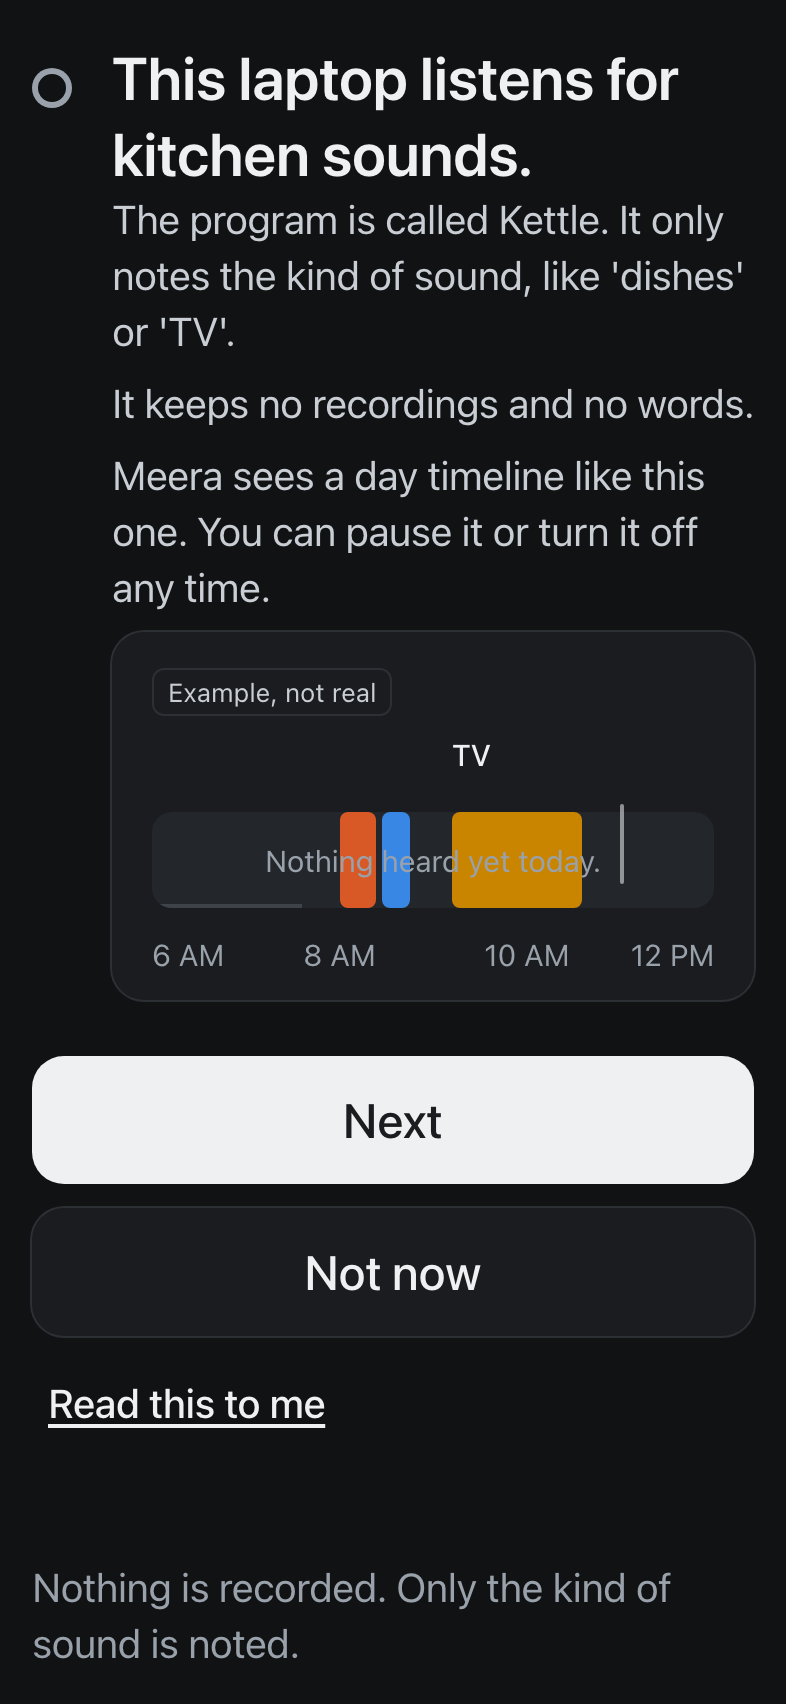 This laptop listens for
kitchen sounds.
The program is called Kettle. It only
notes the kind of sound, like 'dishes'
or 'TV'.
It keeps no recordings and no words.
Meera sees a day timeline like this
one. You can pause it or turn it off
any time.
Example, not real
TV
Nothing heard yet today.
6 AM 8 AM 10 AM 12 PM
Next
Not now
Read this to me
Nothing is recorded. Only the kind of
sound is noted.